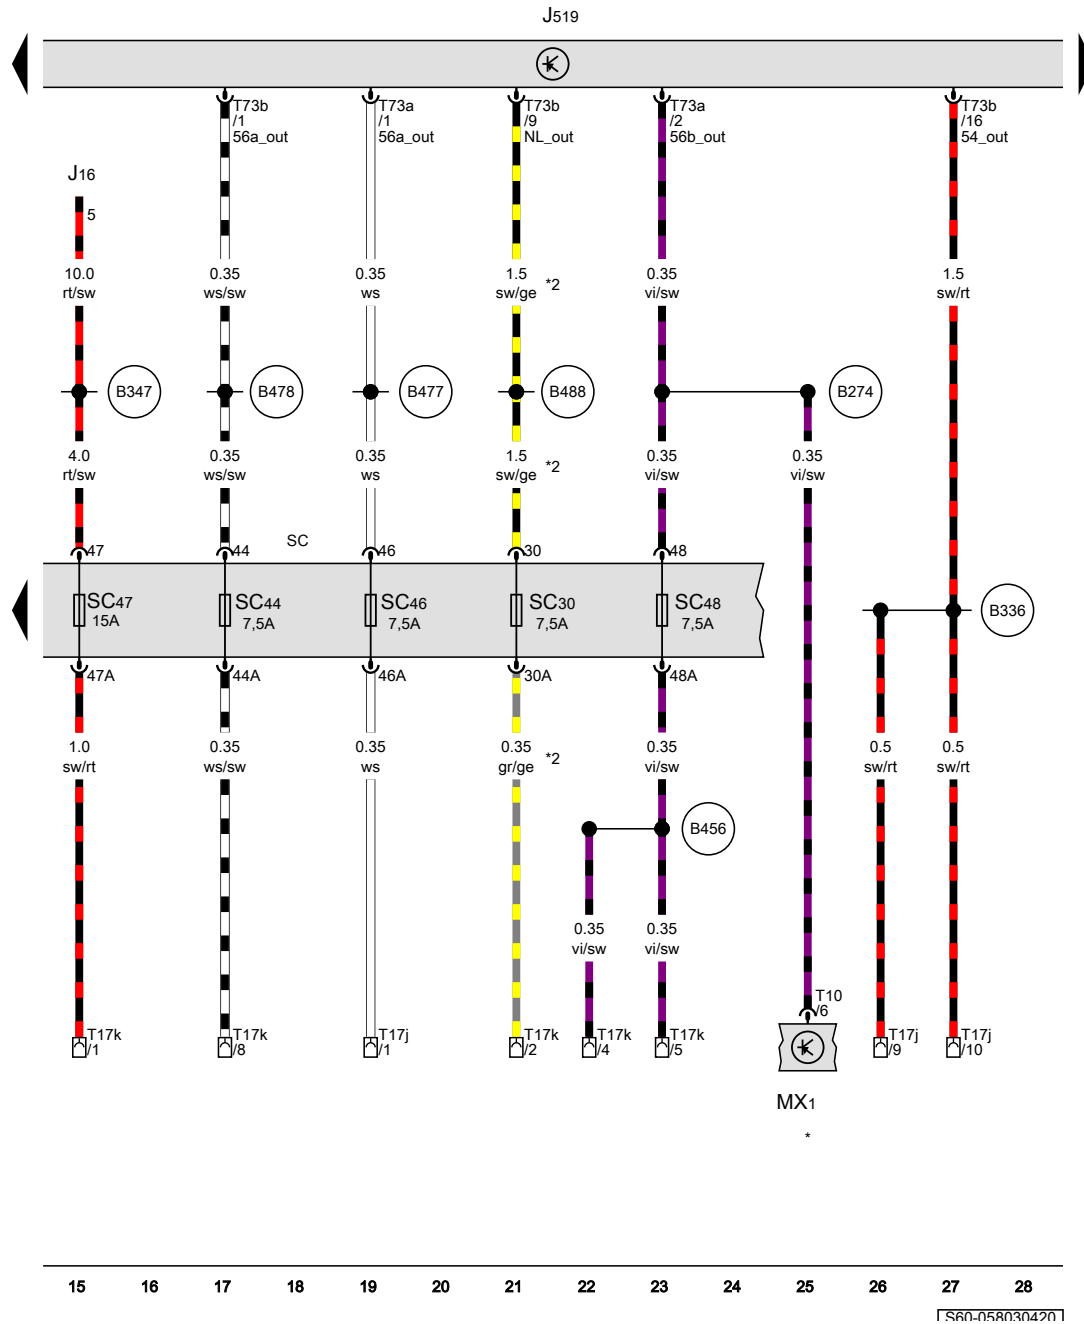 J519
T73b
/1
56a_out
T73a
/1
56a_out
T73b
/9
NL_out
T73a
/2
56b_out
T73b
/16
54_out
J16
5
10.0
rt/sw
0.35
ws/sw
0.35
ws
1.5
sw/ge
*2
0.35
vi/sw
1.5
sw/rt
B347
B478
B477
B488
B274
4.0
rt/sw
0.35
ws/sw
0.35
ws
1.5
sw/ge
*2
0.35
vi/sw
0.35
vi/sw
SC
47
44
46
30
48
SC47
15A
SC44
7,5A
SC46
7,5A
SC30
7,5A
SC48
7,5A
B336
47A
44A
46A
30A
48A
1.0
sw/rt
0.35
ws/sw
0.35
ws
0.35
gr/ge
*2
0.35
vi/sw
0.5
sw/rt
0.5
sw/rt
B456
0.35
vi/sw
0.35
vi/sw
T10
/6
T17k
/1
T17k
/8
T17j
/1
T17k
/2
T17k
/4
T17k
/5
T17j
/9
T17j
/10
MX1
*
15 16 17 18 19 20 21 22 23 24 25 26 27 28
S60-058030420